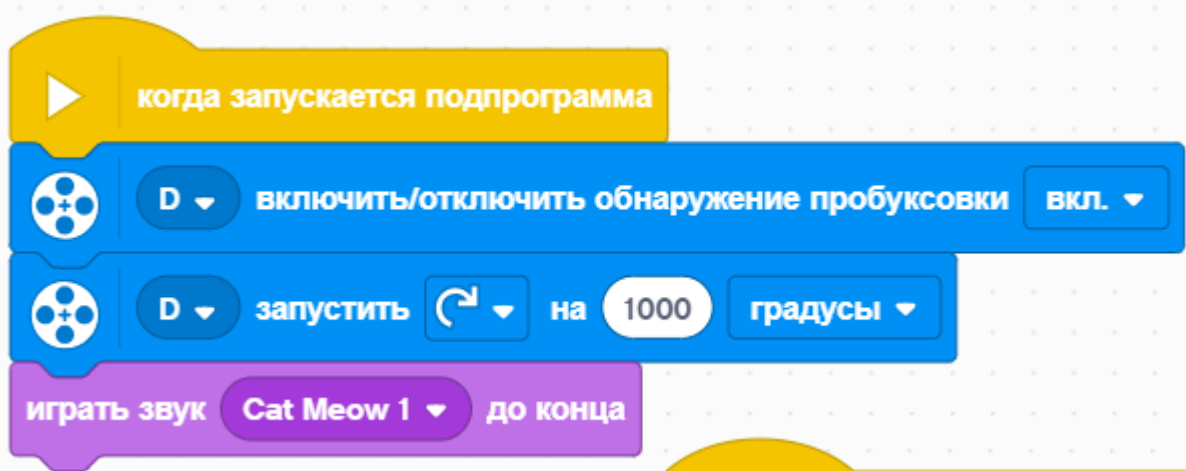 когда запускается подпрограмма
D включить/отключить обнаружение пробуксовки вкл.
D запустить на 1000 градусы
играть звук Cat Meow 1 до конца